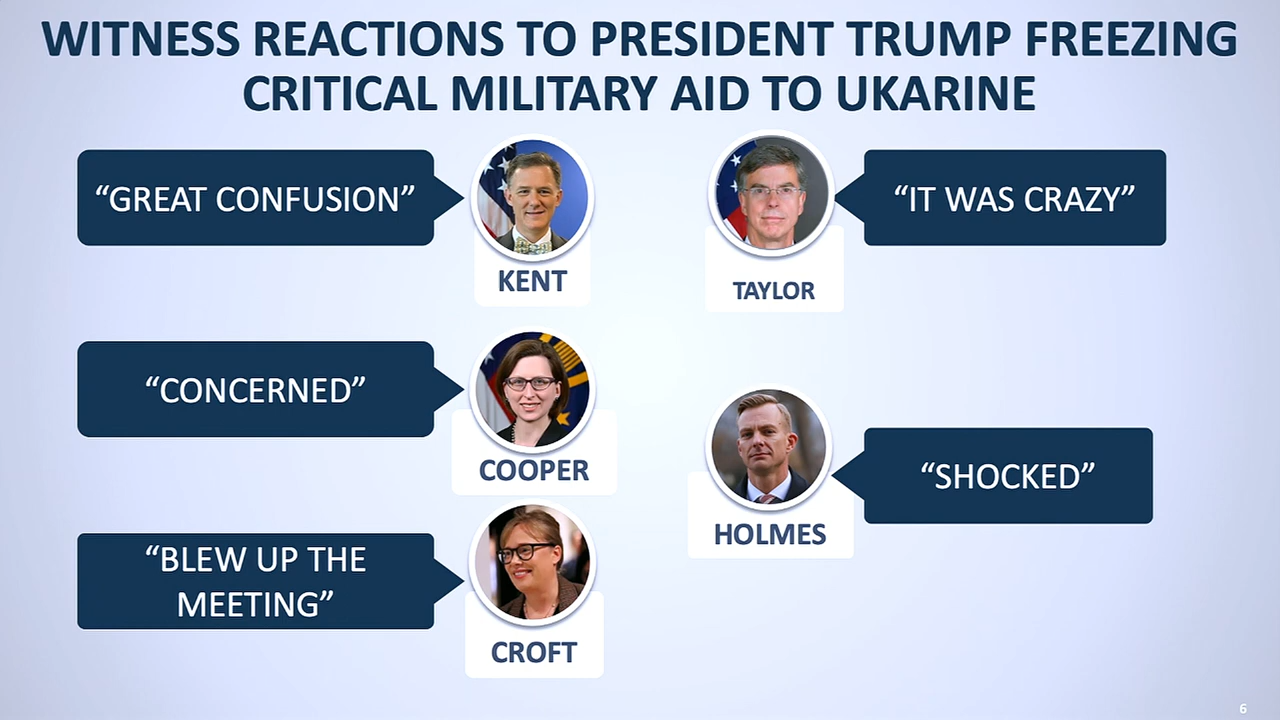 WITNESS REACTIONS TO PRESIDENT TRUMP FREEZING
CRITICAL MILITARY AID TO UKARINE
“GREAT CONFUSION”
KENT
TAYLOR
“IT WAS CRAZY”
“CONCERNED”
COOPER
HOLMES
“SHOCKED”
“BLEW UP THE
MEETING”
CROFT
6